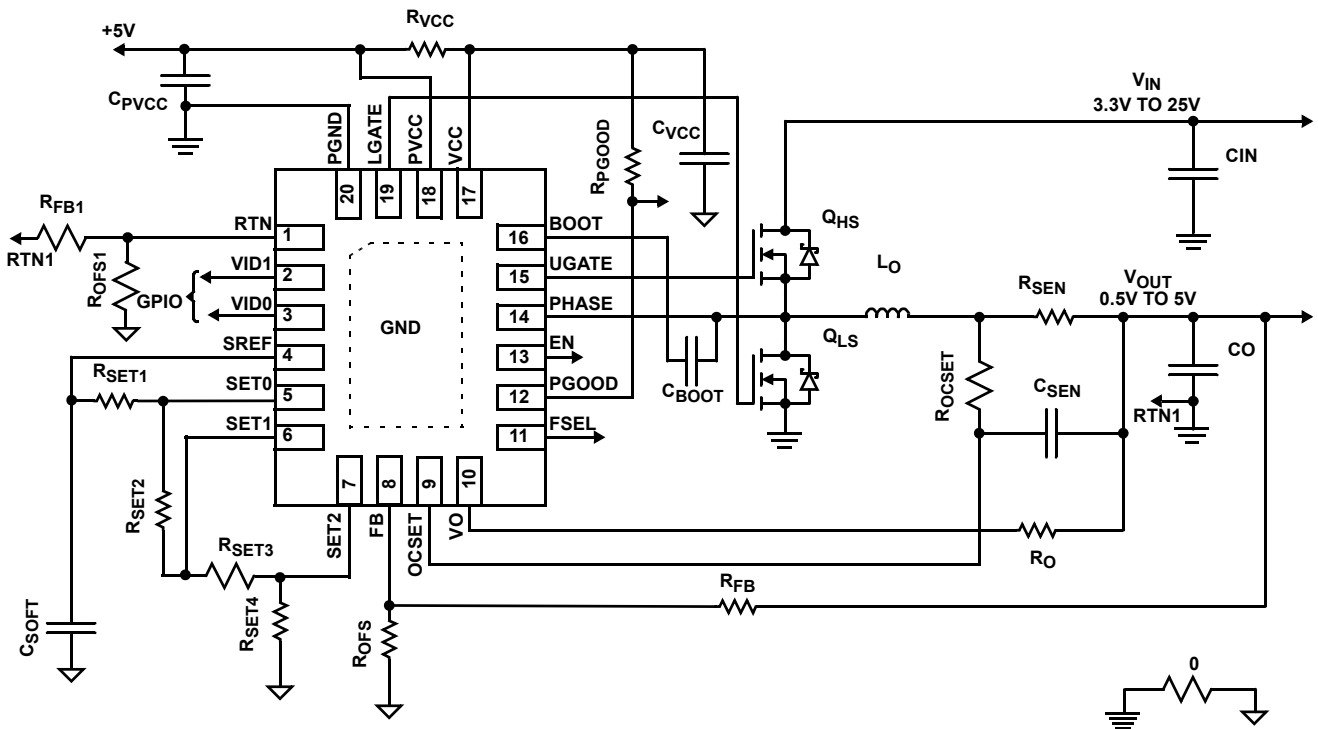 +5V
RVCC
CPVCC
PGND
LGATE
PVCC
VCC
CVCC
RPGOOD
VIN
3.3V TO 25V
CIN
20
19
18
17
RFB1
RTN1
ROFS1
RTN
1
VID1
2
GPIO
VID0
3
SREF
4
RSET1
SET0
5
SET1
6
GND
16
BOOT
15
UGATE
14
PHASE
13
EN
12
PGOOD
11
FSEL
QHS
QLS
CBOOT
LO
RSEN
VOUT
0.5V TO 5V
ROCSET
CSEN
CO
RTN1
7
8
9
10
SET2
FB
OCSET
VO
RSET2
RSET3
RSET4
CSOFT
ROFS
RO
RFB
0